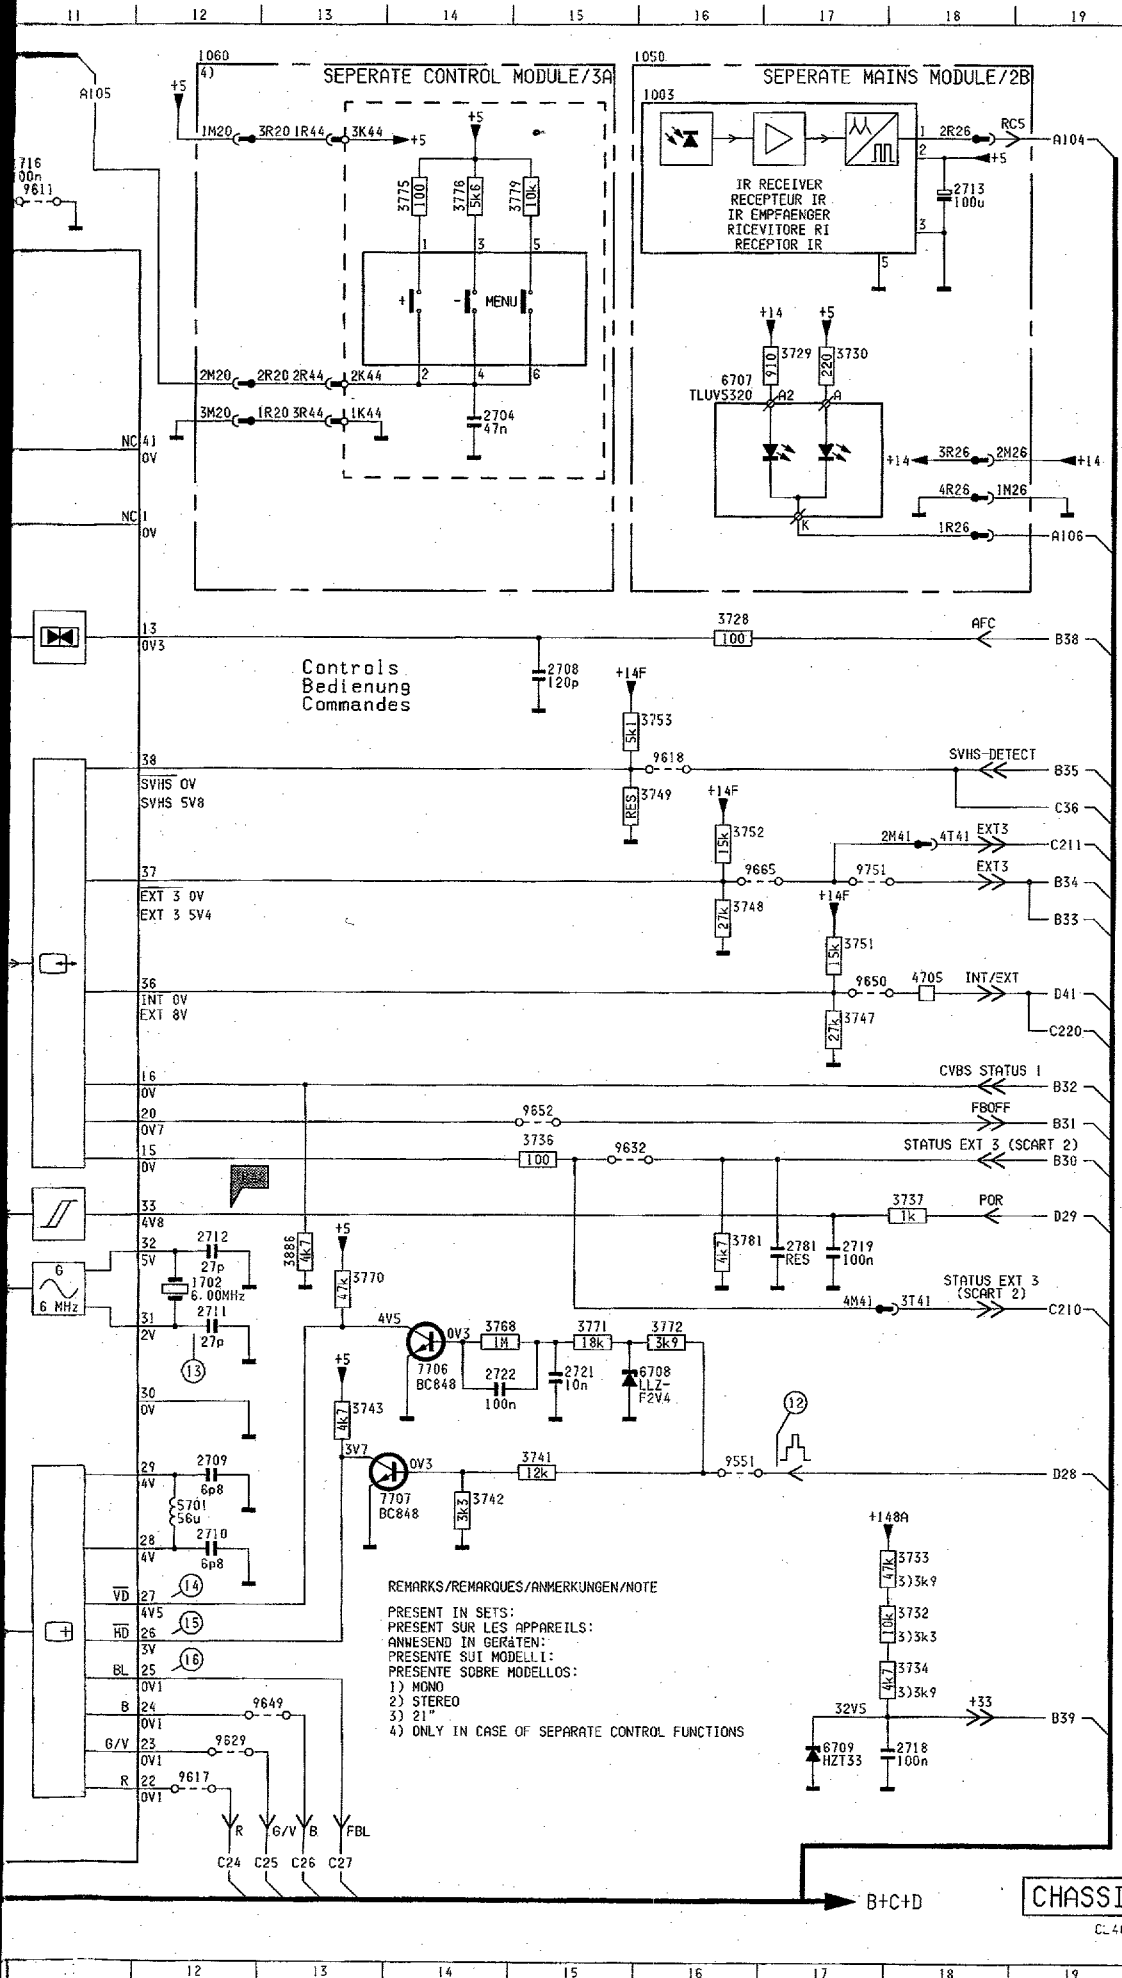 11 12 13 14 15 16 17 18 19
1060
4)
SEPERATE CONTROL MODULE/3A
1050
SEPERATE MAINS MODULE/2B
A105
+5
1M20 3R20 1R44 3K44 +5
+5
1003
1 2R26 RC5 A104
2 +5
716
00n
9611
3775 100
3776 5k6
3779 10k
IR RECEIVER
RECEPTEUR IR
IR EMPFAENGER
RICEVITORE RI
RECEPTOR IR
2713
100u
3
5
1 3 5
+ - MENU
2 4 6
+14 +5
910 3729 220 3730
2M20 2R20 2R44 2K44
6707
TLUV5320
A2 A
3M20 1R20 3R44 1K44
2704
47n
NC 41
0V
+14 3R26 2M26 +14
4R26 1M26
NC 1
0V
K
1R26 A106
13
0V3
3728
100
AFC
B38
Controls
Bedienung
Commandes
2708
120p
+14F
5k1 3753
38
SVHS 0V
SVHS 5V8
9618
SVHS-DETECT
B35
RES 3749
C36
+14F
15k 3752
2M41 4T41 EXT3 C211
37
EXT 3 0V
EXT 3 5V4
9665 9751 EXT3 B34
27k 3748
+14F
B33
15k 3751
36
INT 0V
EXT 8V
9650 4705 INT/EXT D41
27k 3747
C220
16
0V
CVBS STATUS 1
B32
20
0V7
9652
FBOFF
B31
15
0V
3736
100
9632
STATUS EXT 3 (SCART 2)
B30
33
4V8
3737
1k
POR
D29
32
5V
2712
27p
3886 4k7
+5
4k7 3781
2781
RES
2719
100n
G
6 MHz
1702
6.00MHz
47k 3770
STATUS EXT 3
(SCART 2)
4M41 3T41 C210
31
2V
2711
27p
13
4V5
0V3
3768
1M
3771
18k
3772
3k9
7706
BC848
2722
100n
2721
10n
6708
LLZ-
F2V4
+5
4k7 3743
30
0V
12
3V7
0V3
3741
12k
9551
D28
29
4V
2709
6p8
7707
BC848
3k3 3742
5701
56u
28
4V
2710
6p8
+148A
47k 3733
3)3k9
10k 3732
3)3k3
4k7 3734
3)3k9
VD 27
4V5
14
HD 26
3V
15
BL 25
0V1
16
REMARKS/REMARQUES/ANMERKUNGEN/NOTE
PRESENT IN SETS:
PRESENT SUR LES APPAREILS:
ANWESEND IN GERÄTEN:
PRESENTE SUI MODELLI:
PRESENTE SOBRE MODELLOS:
1) MONO
2) STEREO
3) 21"
4) ONLY IN CASE OF SEPARATE CONTROL FUNCTIONS
B 24
0V1
9649
32V5 +33 B39
G/V 23
0V1
9629
6709
HZT33
2718
100n
R 22
0V1
9617
R G/V B FBL
C24 C25 C26 C27
B+C+D
CHASSI
12 13 14 15 16 17 18 19